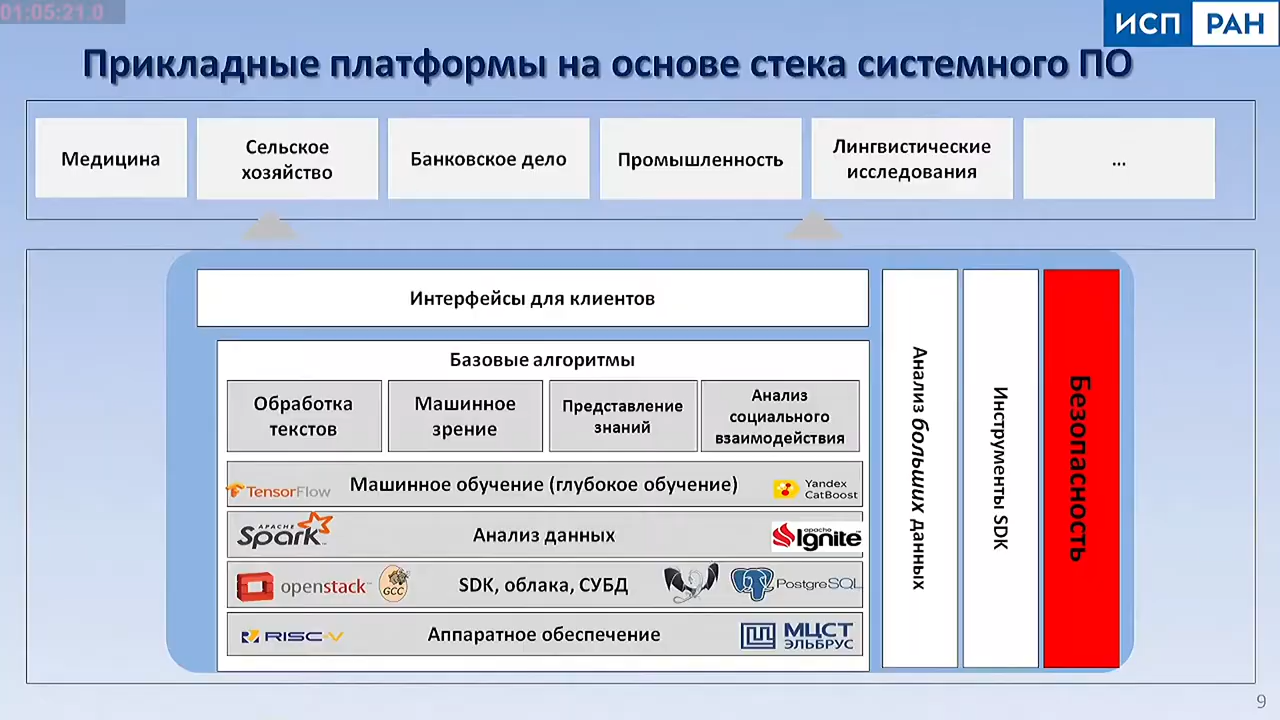 01:05:21.0
ИСП РАН
Прикладные платформы на основе стека системного ПО
Медицина
Сельское
хозяйство
Банковское дело
Промышленность
Лингвистические
исследования
...
Интерфейсы для клиентов
Базовые алгоритмы
Обработка
текстов
Машинное
зрение
Представление
знаний
Анализ
социального
взаимодействия
TensorFlow
Машинное обучение (глубокое обучение)
Yandex
CatBoost
APACHE
Spark
Анализ данных
apache
Ignite
openstack
GCC
SDK, облака, СУБД
PostgreSQL
RISC-V
Аппаратное обеспечение
МЦСТ
ЭЛЬБРУС
Анализ больших данных
Инструменты SDK
Безопасность
9